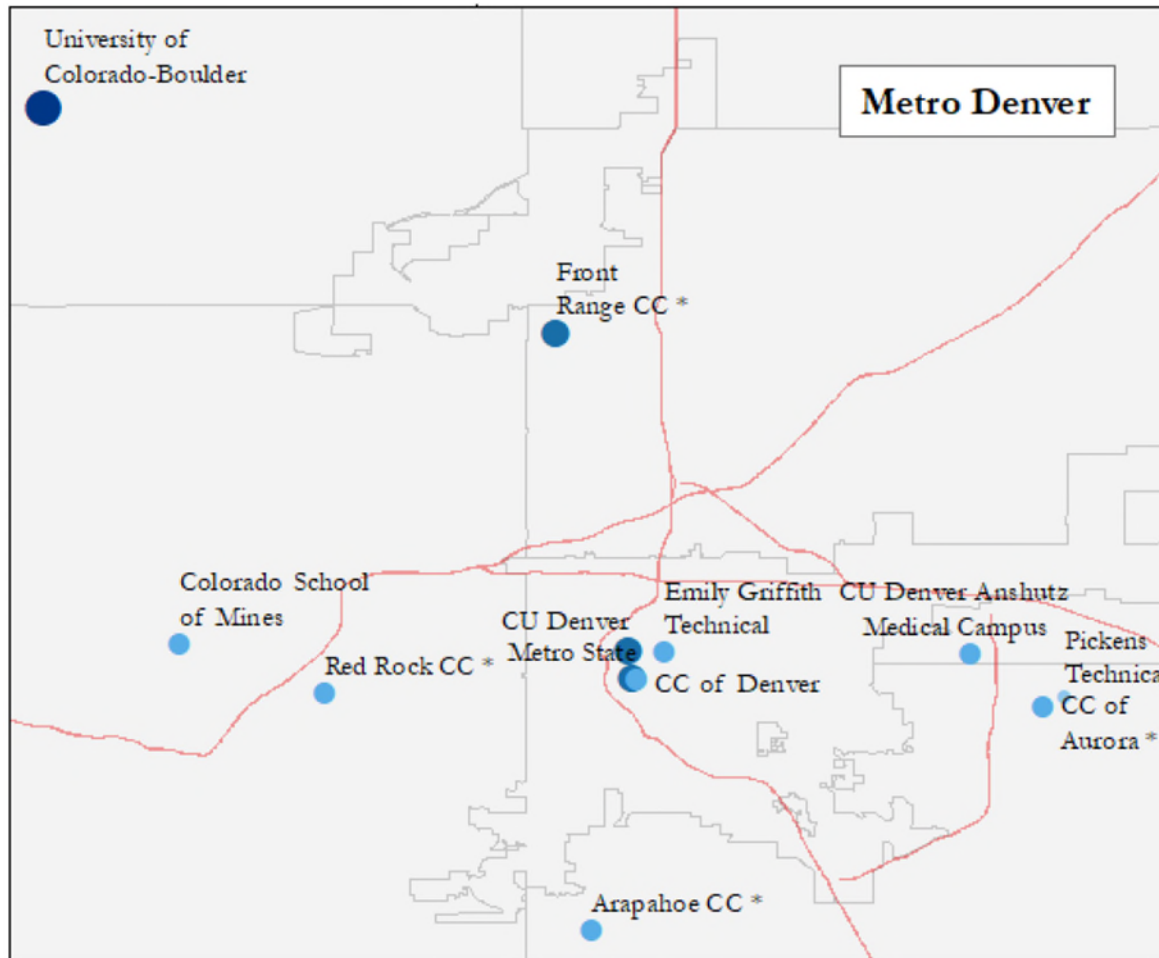 University of
Colorado-Boulder
Metro Denver
Front
Range CC *
Colorado School
of Mines
Red Rock CC *
CU Denver
Metro State
Emily Griffith
Technical
CC of Denver
CU Denver Anshutz
Medical Campus
Pickens
Technica
CC of
Aurora *
Arapahoe CC *